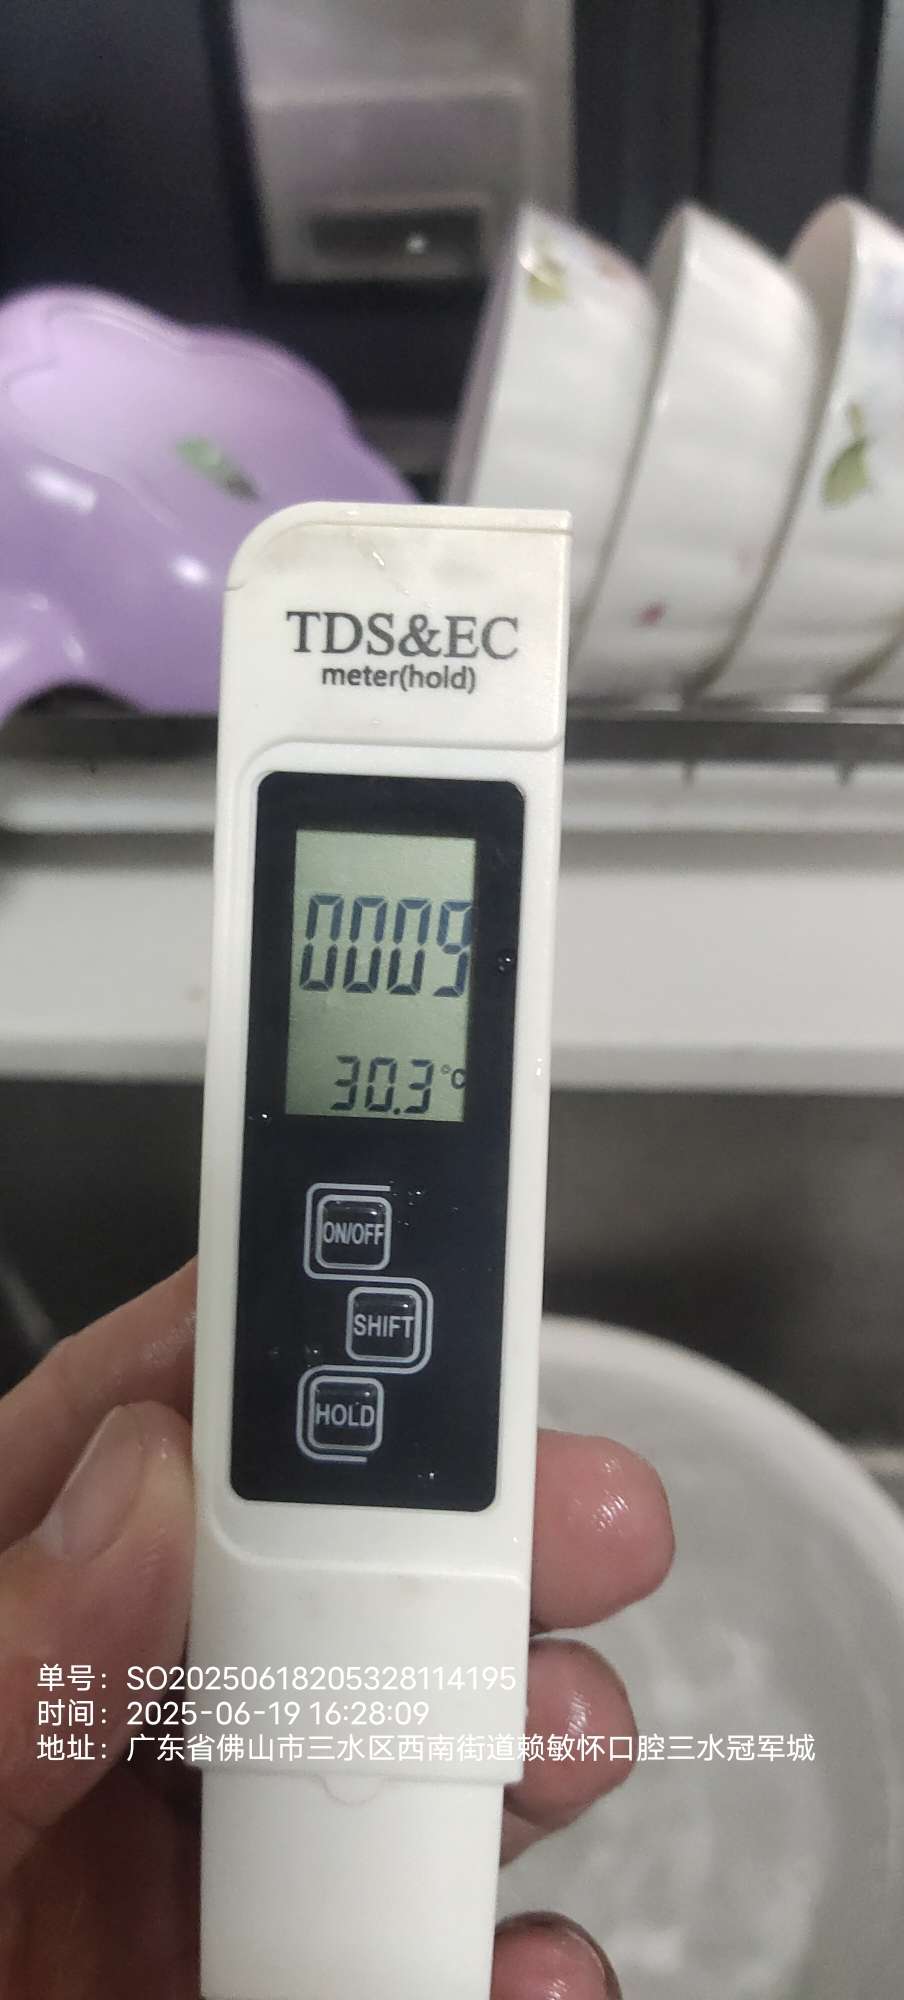 TDS&EC
meter(hold)
0009
30.3°C
ON/OFF
SHIFT
HOLD
单号：SO20250618205328114195
时间：2025-06-19 16:28:09
地址：广东省佛山市三水区西南街道赖敏怀口腔三水冠军城